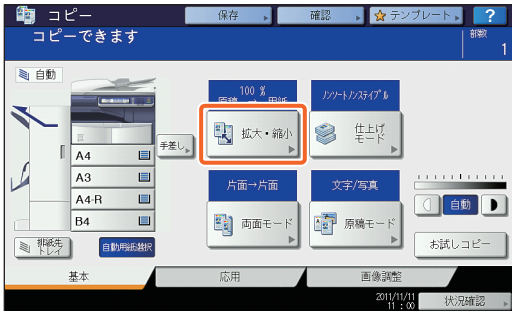 コピー
保存
確認
テンプレート
?
コピーできます
部数
1
自動
100 %
原稿 → 用紙
ﾉﾝｿｰﾄ/ﾉﾝｽﾃｲﾌﾟﾙ
拡大・縮小
仕上げ
モード
手差し
A4
A3
A4-R
B4
片面→片面
文字/写真
両面モード
原稿モード
自動
排紙先
トレイ
自動用紙選択
お試しコピー
基本
応用
画像調整
2011/11/11
11 : 00
状況確認